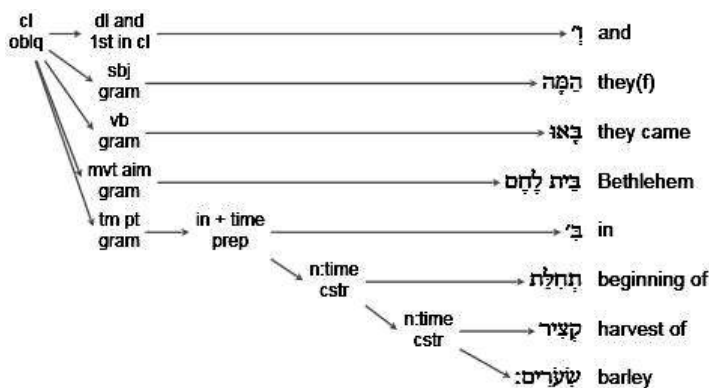 cl
oblq
dl and
1st in cl
וְ׳ and
sbj
gram
הֵמָּה they(f)
vb
gram
בָּאוּ they came
mvt aim
gram
בֵּית לֶחֶם Bethlehem
tm pt
gram
in + time
prep
בִּ׳ in
n:time
cstr
תְחִלַּת beginning of
n:time
cstr
קְצִיר harvest of
שְׂעֹרִים׃ barley